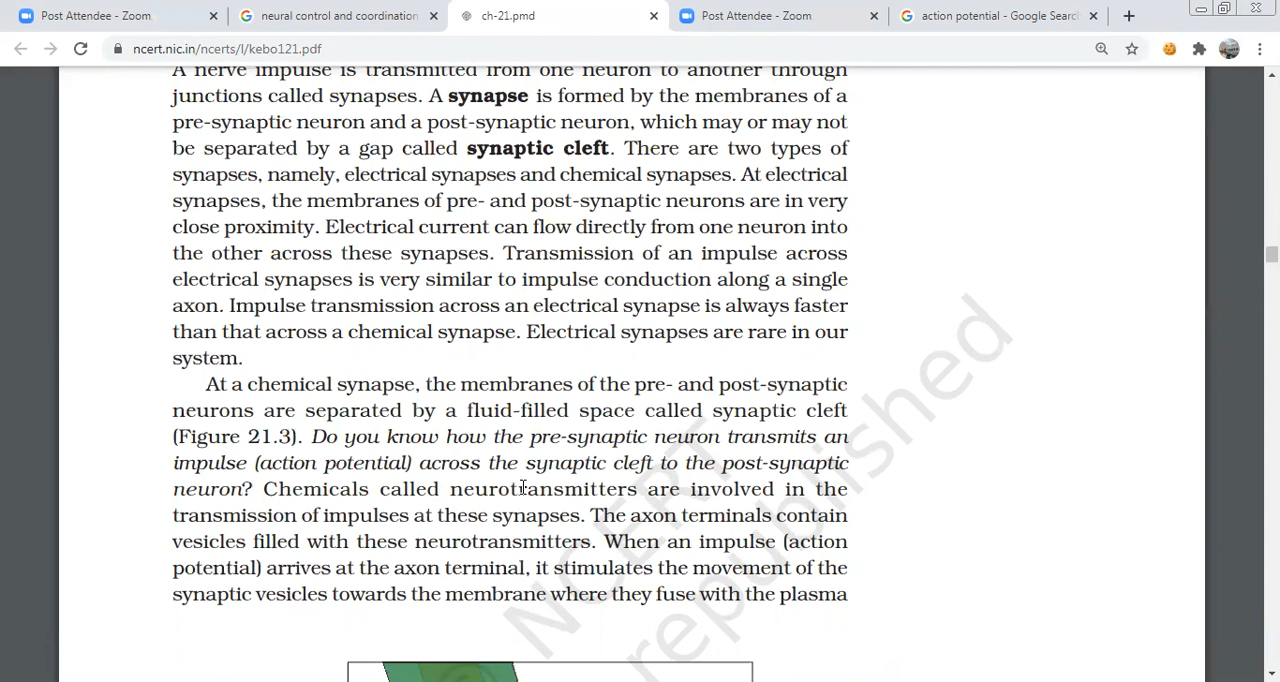 Post Attendee - Zoom
neural control and coordination
ch-21.pmd
Post Attendee - Zoom
action potential - Google Search
ncert.nic.in/ncerts/l/kebo121.pdf
A nerve impulse is transmitted from one neuron to another through
junctions called synapses. A synapse is formed by the membranes of a
pre-synaptic neuron and a post-synaptic neuron, which may or may not
be separated by a gap called synaptic cleft. There are two types of
synapses, namely, electrical synapses and chemical synapses. At electrical
synapses, the membranes of pre- and post-synaptic neurons are in very
close proximity. Electrical current can flow directly from one neuron into
the other across these synapses. Transmission of an impulse across
electrical synapses is very similar to impulse conduction along a single
axon. Impulse transmission across an electrical synapse is always faster
than that across a chemical synapse. Electrical synapses are rare in our
system.
At a chemical synapse, the membranes of the pre- and post-synaptic
neurons are separated by a fluid-filled space called synaptic cleft
(Figure 21.3). Do you know how the pre-synaptic neuron transmits an
impulse (action potential) across the synaptic cleft to the post-synaptic
neuron? Chemicals called neurotransmitters are involved in the
transmission of impulses at these synapses. The axon terminals contain
vesicles filled with these neurotransmitters. When an impulse (action
potential) arrives at the axon terminal, it stimulates the movement of the
synaptic vesicles towards the membrane where they fuse with the plasma
NCERT
republished